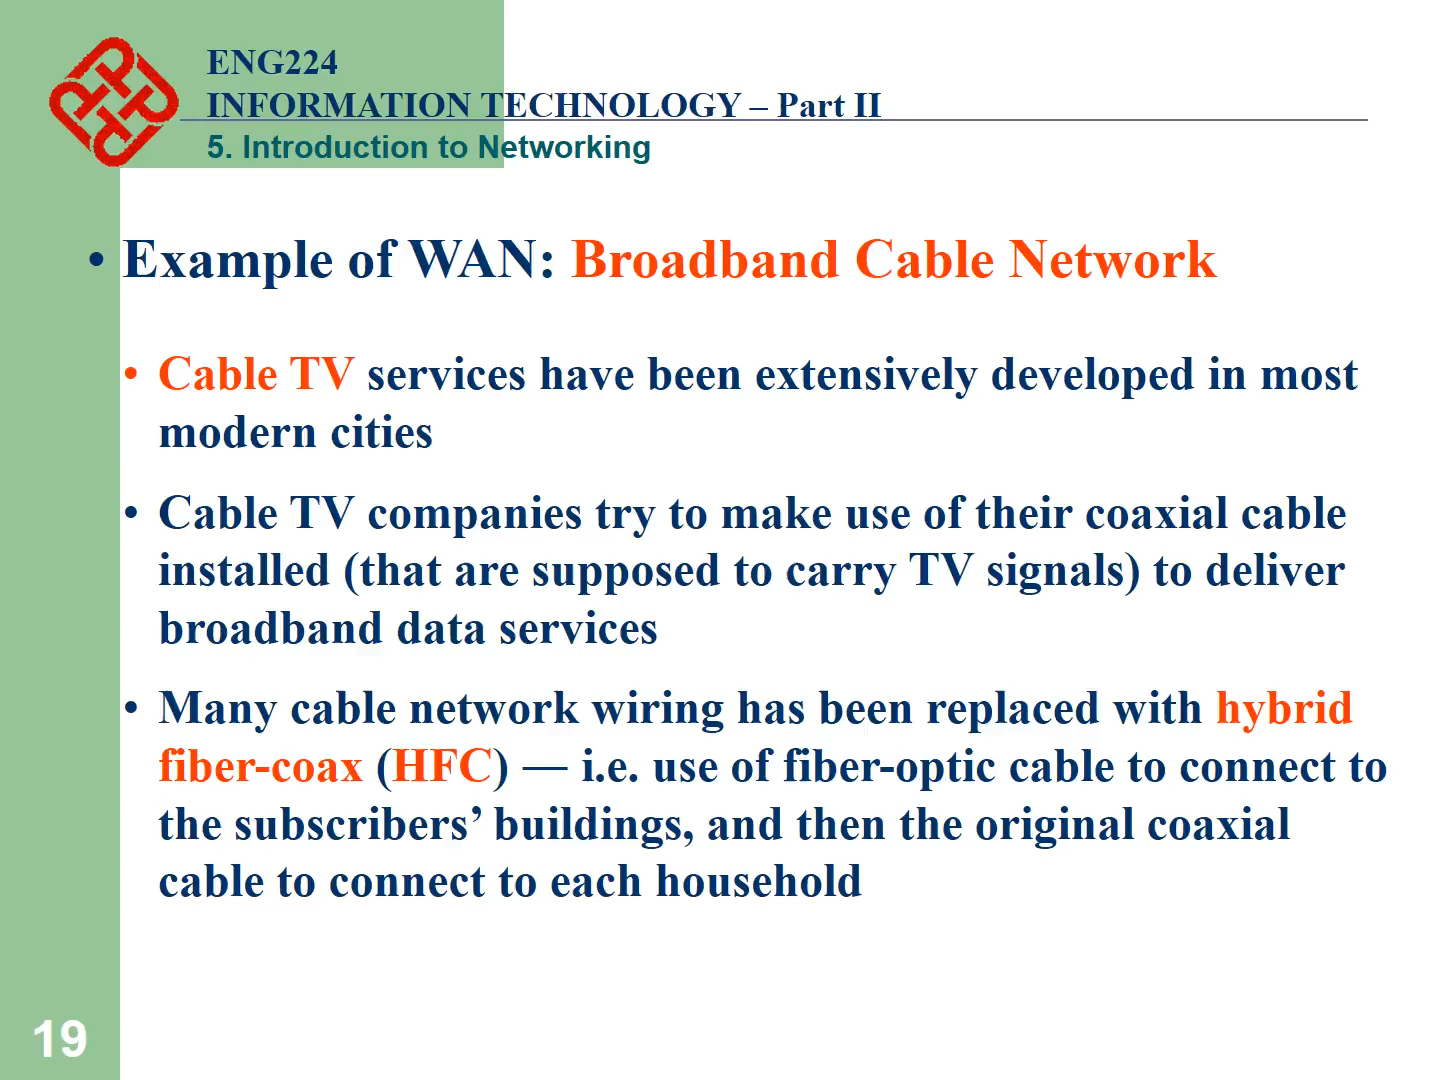 ENG224
INFORMATION TECHNOLOGY – Part II
5. Introduction to Networking
• Example of WAN: Broadband Cable Network
• Cable TV services have been extensively developed in most
modern cities
• Cable TV companies try to make use of their coaxial cable
installed (that are supposed to carry TV signals) to deliver
broadband data services
• Many cable network wiring has been replaced with hybrid
fiber-coax (HFC) — i.e. use of fiber-optic cable to connect to
the subscribers’ buildings, and then the original coaxial
cable to connect to each household
19